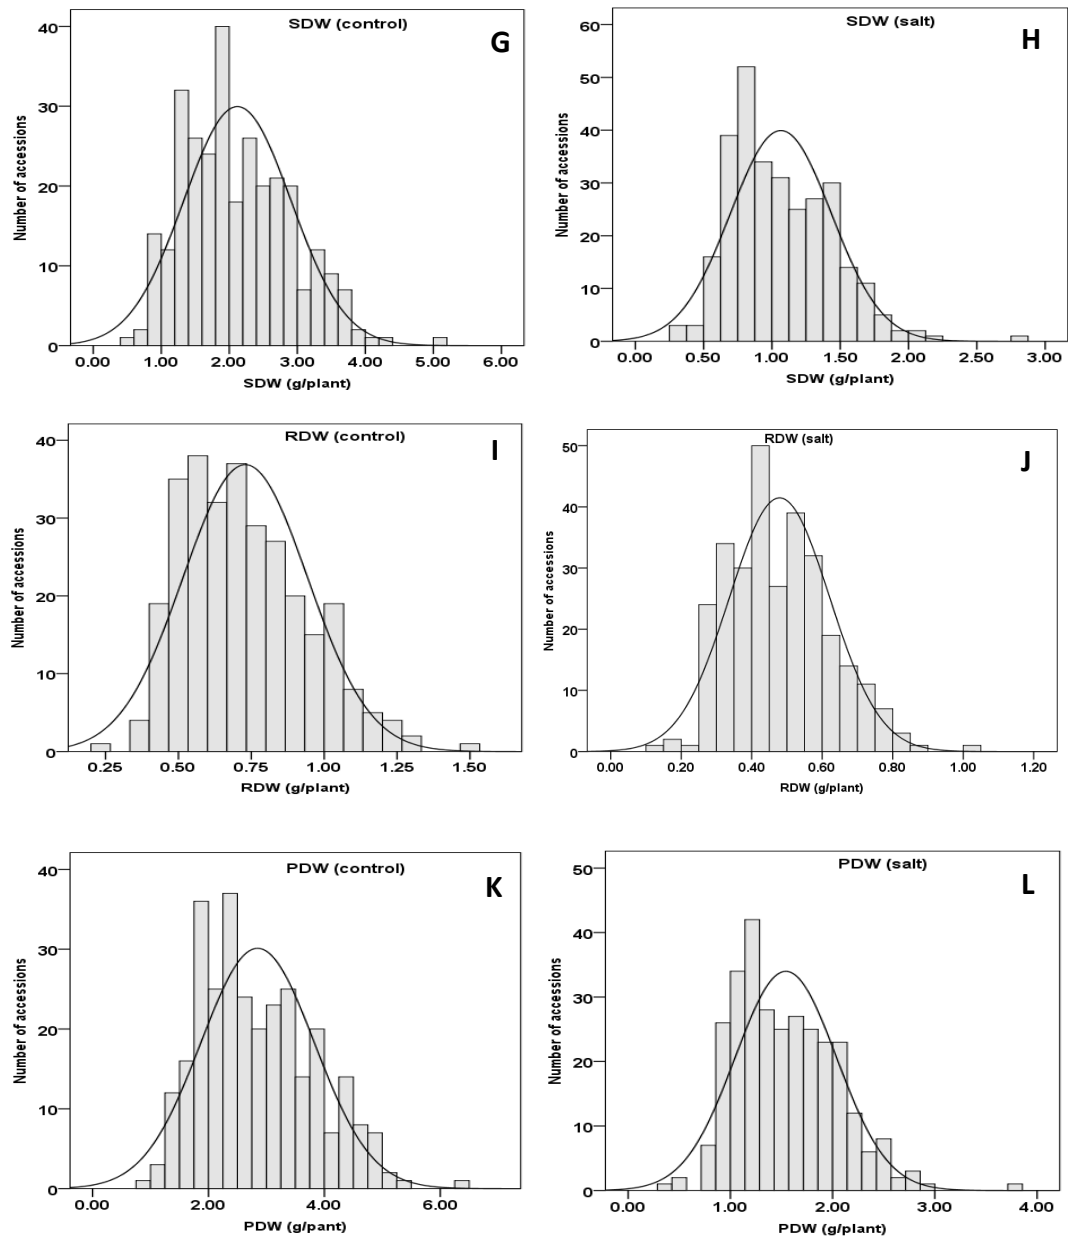 SDW (control)
G
40
30
20
10
0
Number of accessions
0.00 1.00 2.00 3.00 4.00 5.00 6.00
SDW (g/plant)
SDW (salt)
H
60
50
40
30
20
10
0
Number of accessions
0.00 0.50 1.00 1.50 2.00 2.50 3.00
SDW (g/plant)
RDW (control)
I
40
30
20
10
0
Number of accessions
0.25 0.50 0.75 1.00 1.25 1.50
RDW (g/plant)
RDW (salt)
J
50
40
30
20
10
0
Number of accessions
0.00 0.20 0.40 0.60 0.80 1.00 1.20
RDW (g/plant)
PDW (control)
K
40
30
20
10
0
Number of accessions
0.00 2.00 4.00 6.00
PDW (g/pant)
PDW (salt)
L
50
40
30
20
10
0
Number of accessions
0.00 1.00 2.00 3.00 4.00
PDW (g/plant)